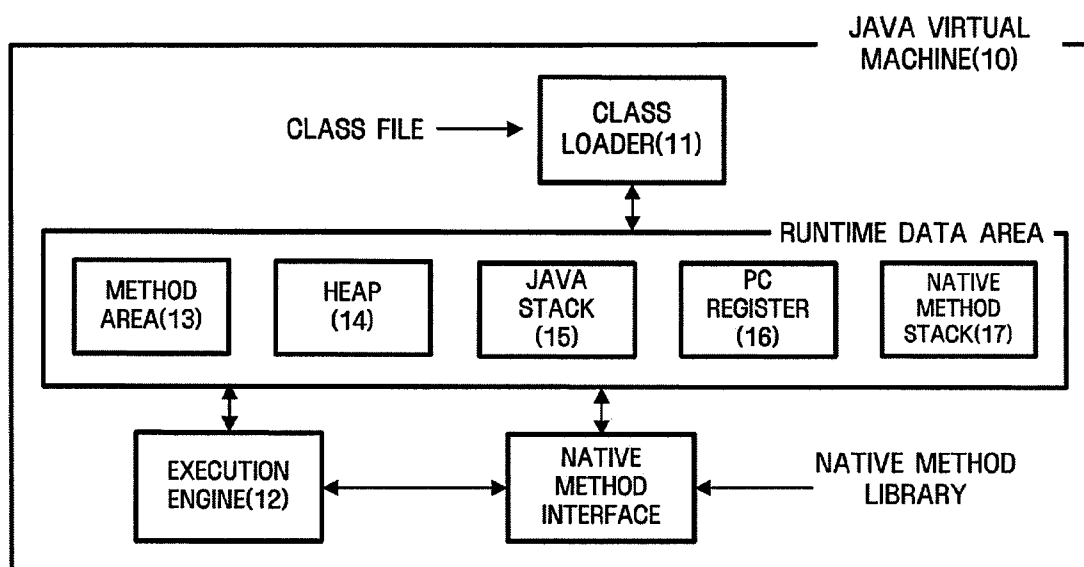 JAVA VIRTUAL
MACHINE(10)
CLASS FILE
CLASS
LOADER(11)
RUNTIME DATA AREA
METHOD
AREA(13)
HEAP
(14)
JAVA
STACK
(15)
PC
REGISTER
(16)
NATIVE
METHOD
STACK(17)
EXECUTION
ENGINE(12)
NATIVE
METHOD
INTERFACE
NATIVE METHOD
LIBRARY